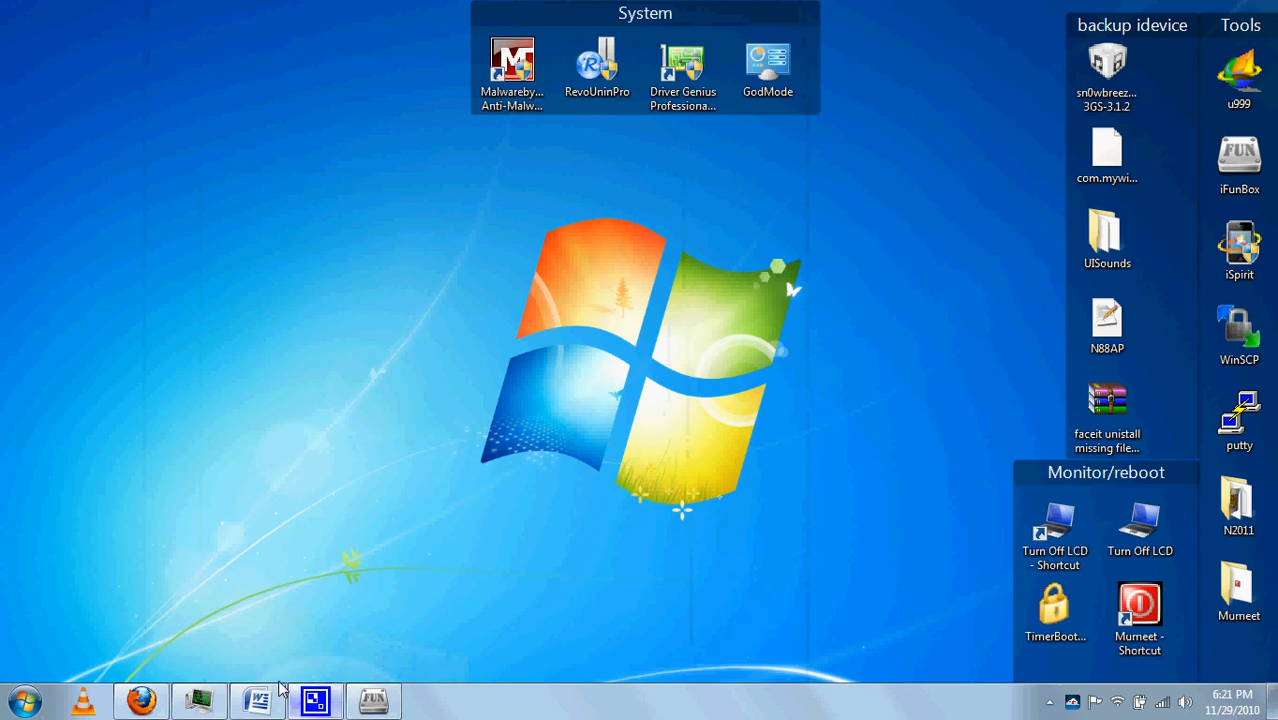 System
Malwareby...
Anti-Malw...
RevoUninPro
Driver Genius
Professiona...
GodMode
backup idevice
sn0wbreez...
3GS-3.1.2
com.mywi...
UISounds
N88AP
faceit unistall
missing file...
Tools
u999
FUN
iFunBox
iSpirit
WinSCP
putty
N2011
Mumeet
Monitor/reboot
Turn Off LCD
- Shortcut
Turn Off LCD
TimerBoot...
Mumeet -
Shortcut
FUN
6:21 PM
11/29/2010